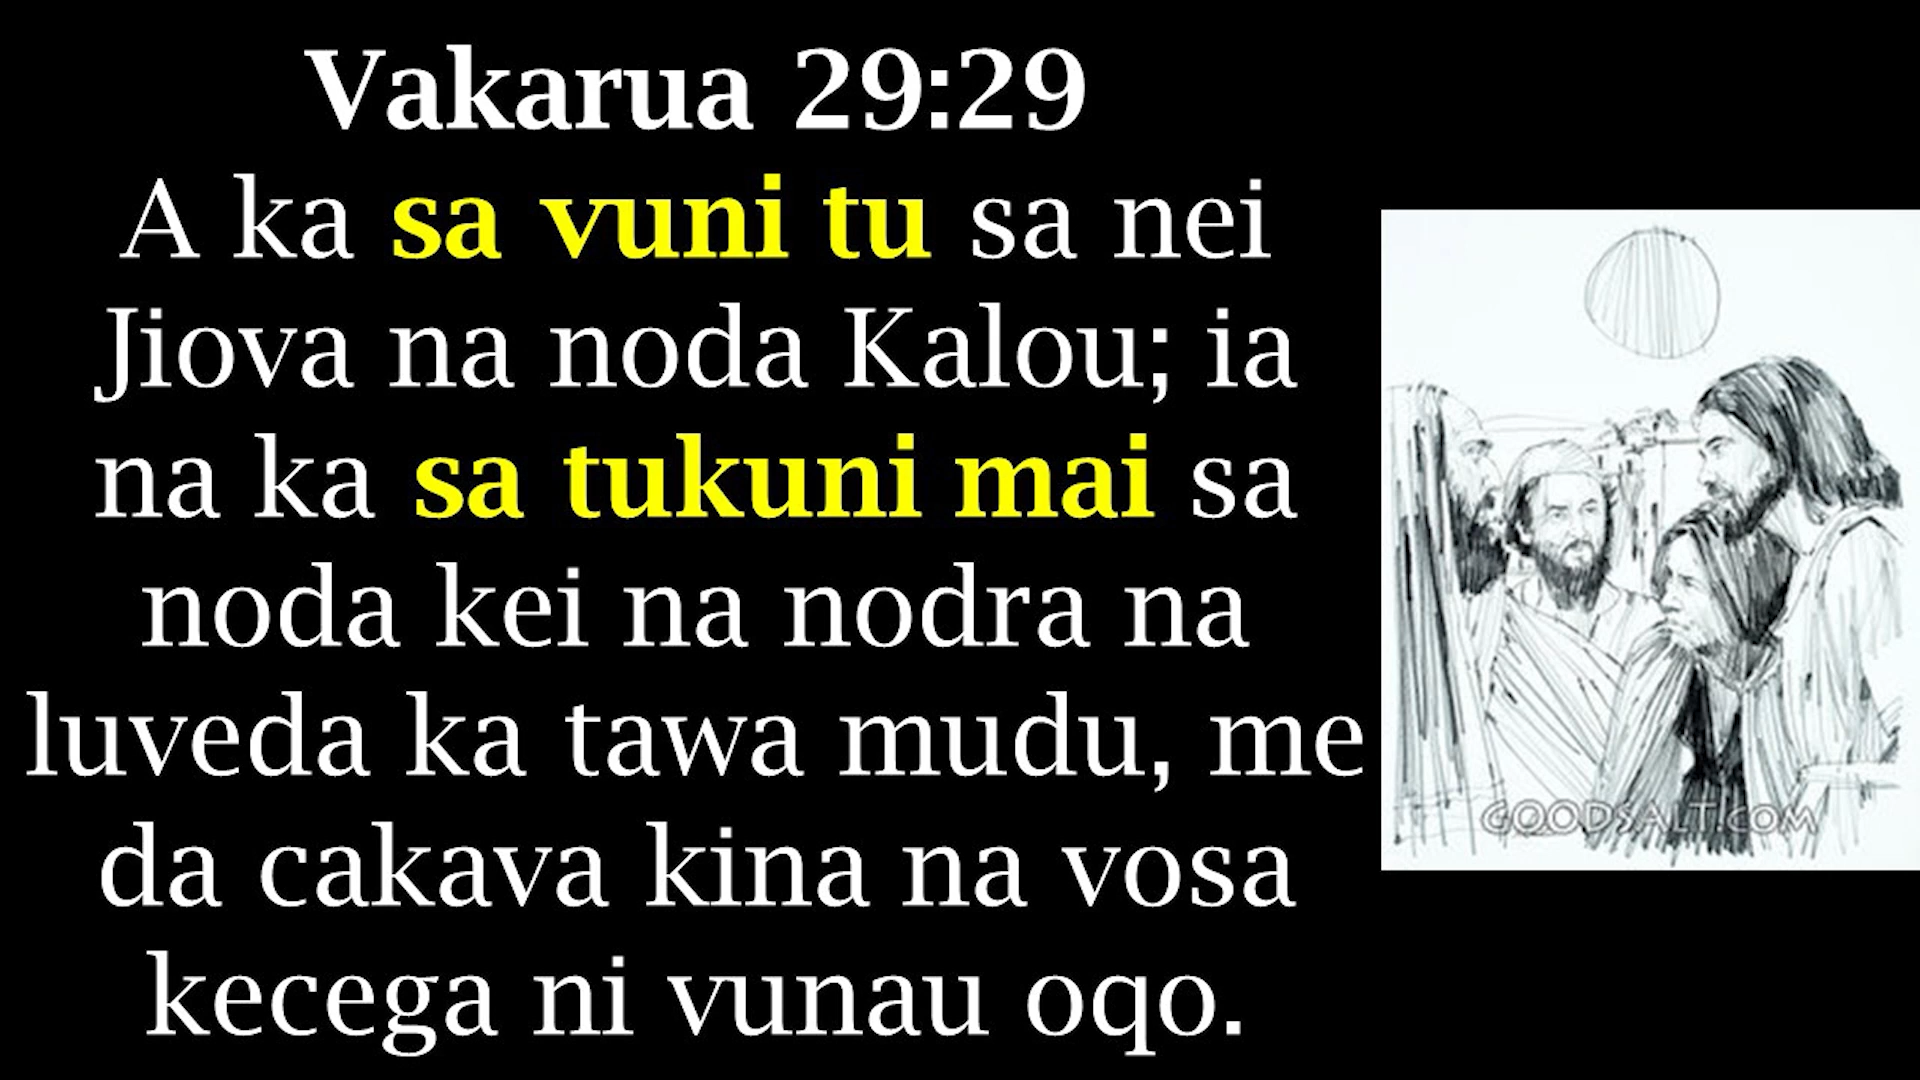 Vakarua 29:29
A ka sa vuni tu sa nei
Jiova na noda Kalou; ia
na ka sa tukuni mai sa
noda kei na nodra na
luveda ka tawa mudu, me
da cakava kina na vosa
kecega ni vunau oqo.
GOODSALT.COM